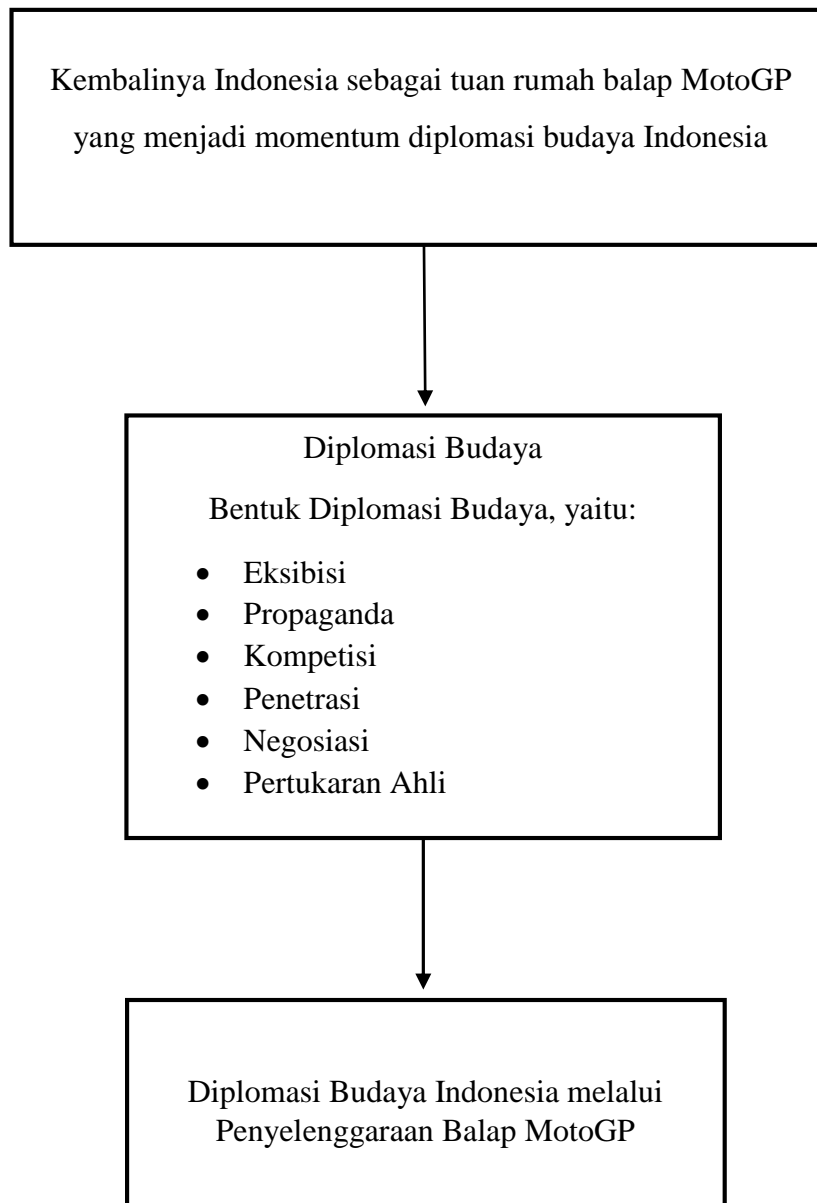 Kembalinya Indonesia sebagai tuan rumah balap MotoGP
yang menjadi momentum diplomasi budaya Indonesia
Diplomasi Budaya
Bentuk Diplomasi Budaya, yaitu:
• Eksibisi
• Propaganda
• Kompetisi
• Penetrasi
• Negosiasi
• Pertukaran Ahli
Diplomasi Budaya Indonesia melalui
Penyelenggaraan Balap MotoGP